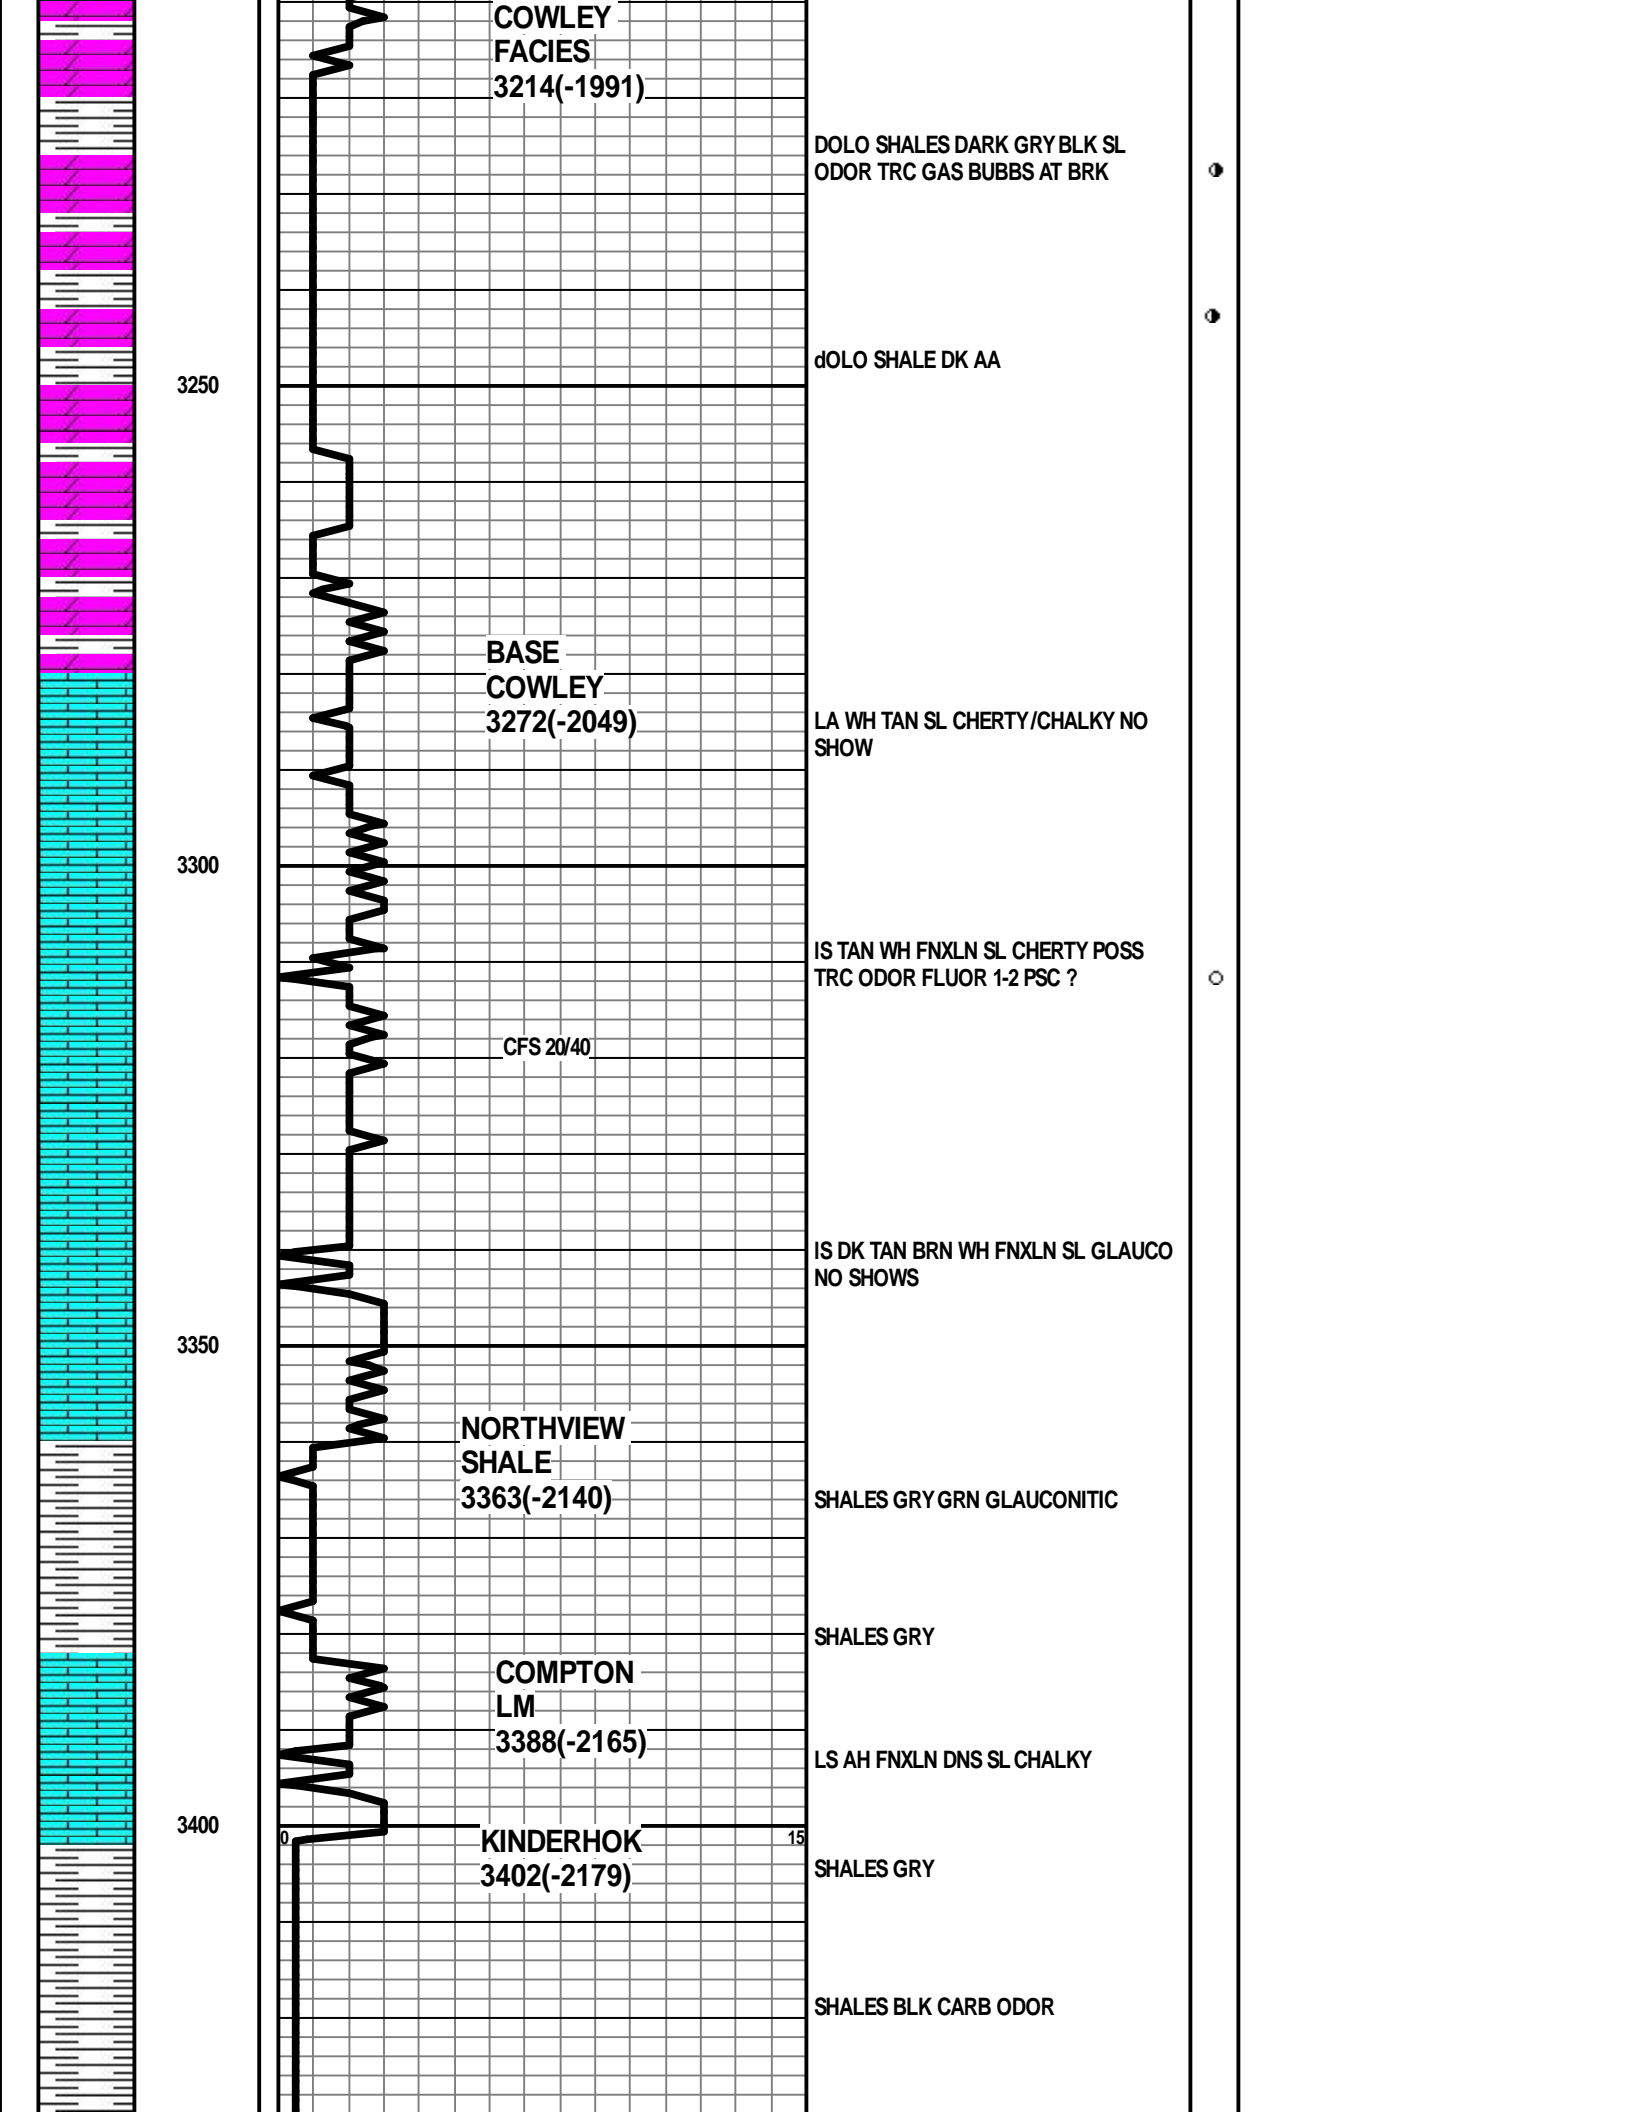 COWLEY
FACIES
3214(-1991)
DOLO SHALES DARK GRY BLK SL
ODOR TRC GAS BUBBS AT BRK
dOLO SHALE DK AA
3250
BASE
COWLEY
3272(-2049)
LA WH TAN SL CHERTY/CHALKY NO
SHOW
3300
IS TAN WH FNXLN SL CHERTY POSS
TRC ODOR FLUOR 1-2 PSC ?
CFS 20/40
IS DK TAN BRN WH FNXLN SL GLAUCO
NO SHOWS
3350
NORTHVIEW
SHALE
3363(-2140)
SHALES GRY GRN GLAUCONITIC
SHALES GRY
COMPTON
LM
3388(-2165)
LS AH FNXLN DNS SL CHALKY
3400
0 15
KINDERHOK
3402(-2179)
SHALES GRY
SHALES BLK CARB ODOR